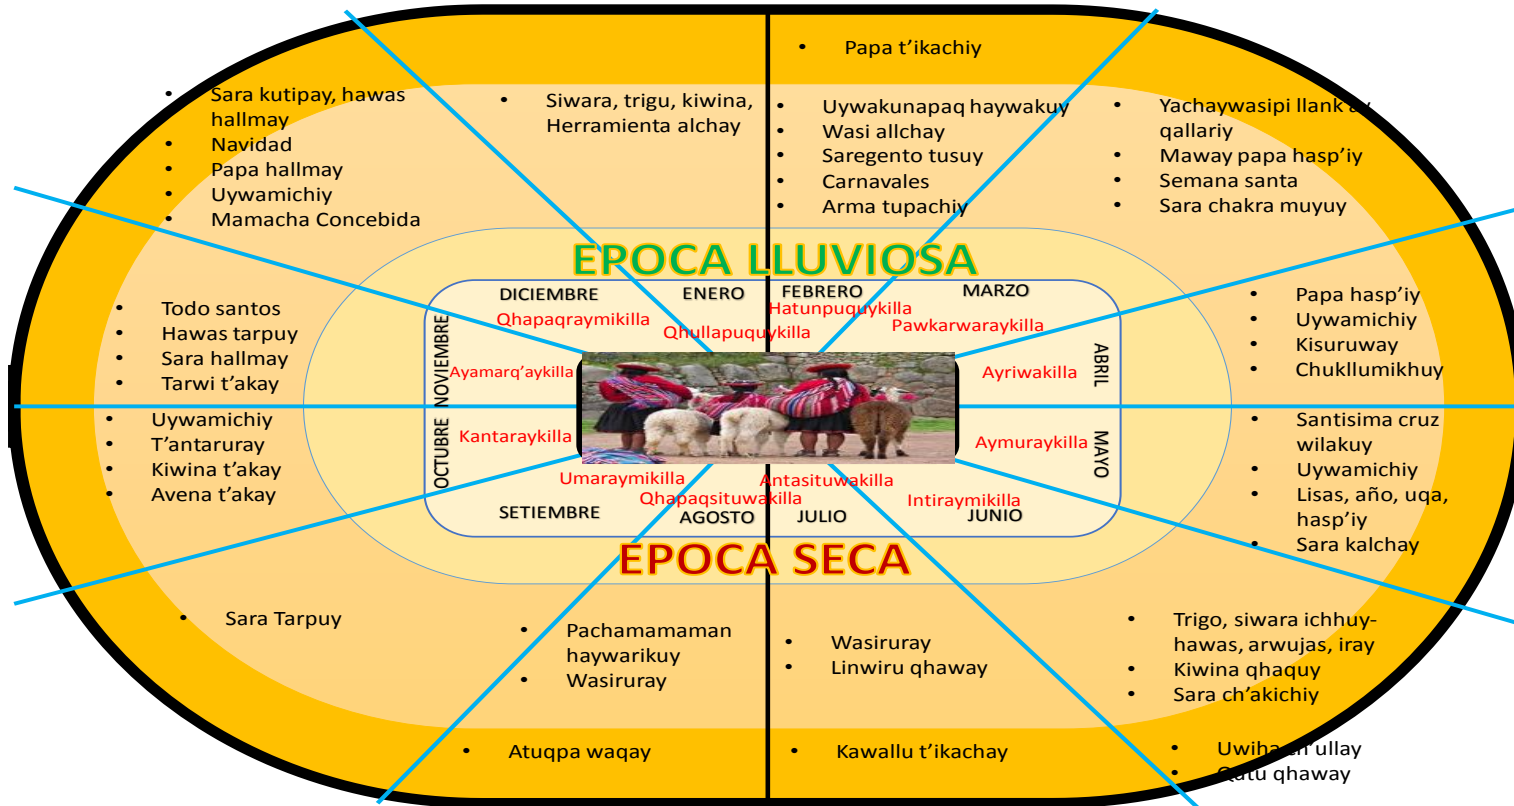 Papa t’ikachiy
Sara kutipay, hawas
hallmay
Navidad
Papa hallmay
Uywamichiy
Mamacha Concebida
Siwara, trigu, kiwina,
Herramienta alchay
Uywakunapaq haywakuy
Wasi allchay
Saregento tusuy
Carnavales
Arma tupachiy
Yachaywasipi llank’ay
qallariy
Maway papa hasp’iy
Semana santa
Sara chakra muyuy
EPOCA LLUVIOSA
DICIEMBRE
Qhapaqraymikilla
ENERO
Qhullapuquykilla
FEBRERO
Hatunpuquykilla
MARZO
Pawkarwaraykilla
Todo santos
Hawas tarpuy
Sara hallmay
Tarwi t’akay
NOVIEMBRE
Ayamarq’aykilla
Ayriwakilla
ABRIL
Papa hasp’iy
Uywamichiy
Kisuruway
Chukllumikhuy
Uywamichiy
T’antaruray
Kiwina t’akay
Avena t’akay
OCTUBRE
Kantaraykilla
Aymuraykilla
MAYO
Santisima cruz
wilakuy
Uywamichiy
Lisas, año, uqa,
hasp’iy
Sara kalchay
Umaraymikilla
SETIEMBRE
Qhapaqsituwakilla
AGOSTO
Antasituwakilla
JULIO
Intiraymikilla
JUNIO
EPOCA SECA
Sara Tarpuy
Pachamamaman
haywarikuy
Wasiruray
Wasiruray
Linwiru qhaway
Trigo, siwara ichhuy-
hawas, arwujas, iray
Kiwina qhaquy
Sara ch’akichiy
Atuqpa waqay
Kawallu t’ikachay
Uwiha ch’ullay
Qutu qhaway